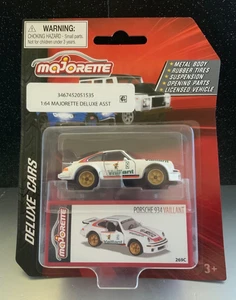 WARNING:
CHOKING HAZARD - Small parts.
Not for children under 3 years.
MAJORETTE
METAL BODY
RUBBER TIRES
SUSPENSION
OPENING PARTS
LICENSED VEHICLE
3467452051535
1:64 MAJORETTE DELUXE ASST
DELUXE CARS
MAJORETTE
PORSCHE 934 VAILLANT
3+